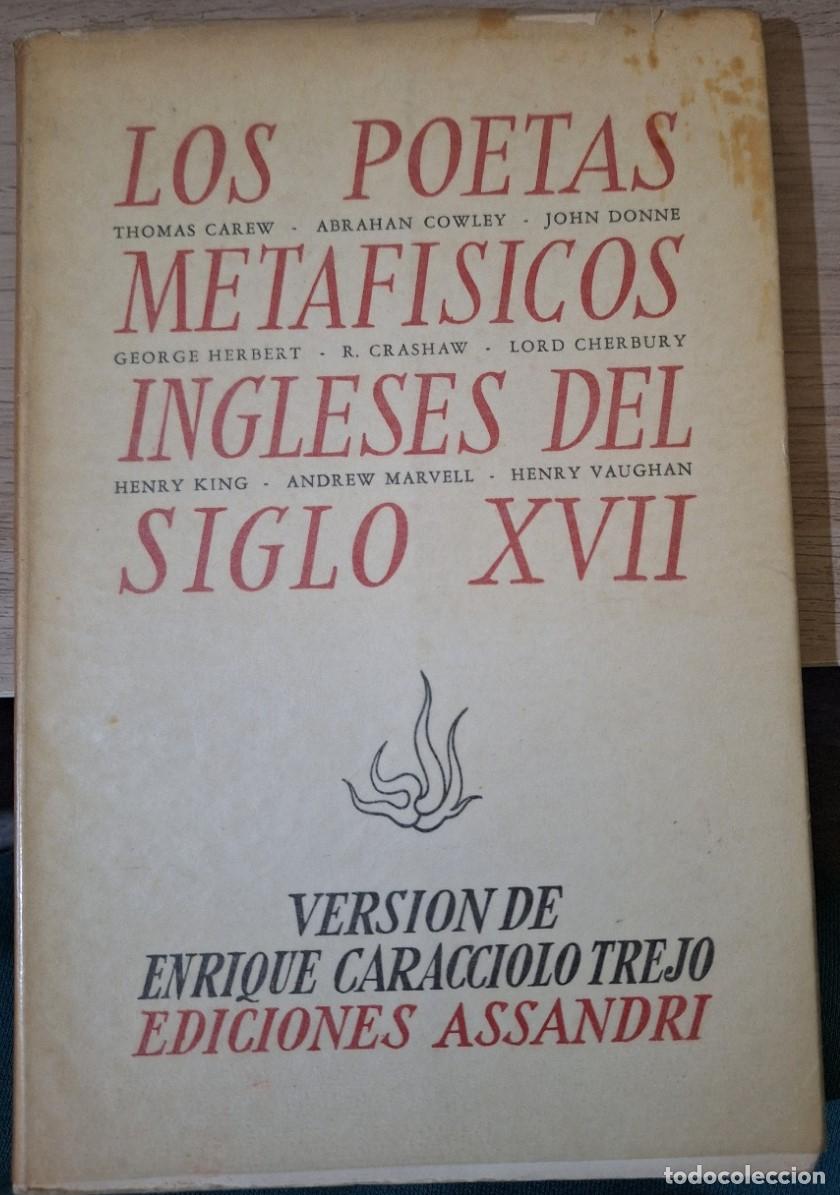 LOS POETAS
THOMAS CAREW - ABRAHAN COWLEY - JOHN DONNE
METAFISICOS
GEORGE HERBERT - R. CRASHAW - LORD CHERBURY
INGLESES DEL
HENRY KING - ANDREW MARVELL - HENRY VAUGHAN
SIGLO XVII
VERSION DE
ENRIQUE CARACCIOLO TREJO
EDICIONES ASSANDRI
todocoleccion